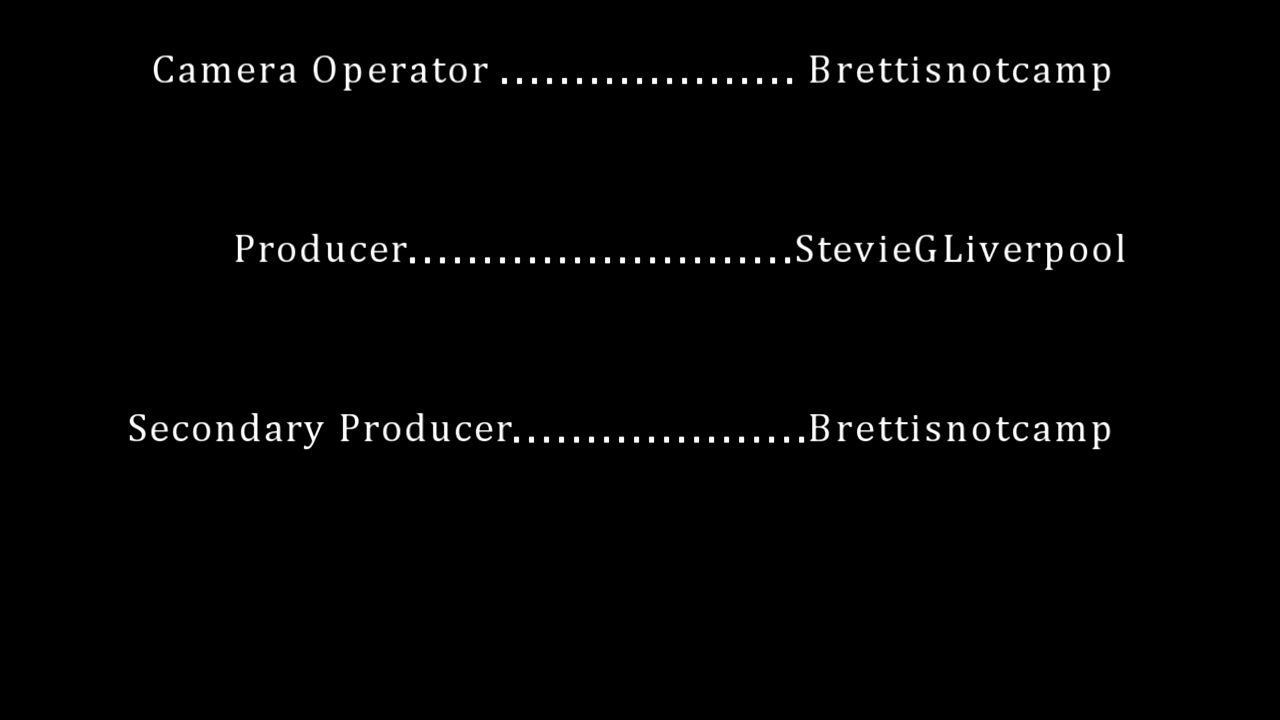 Camera Operator .................... Brettisnotcamp
Producer..........................StevieGLiverpool
Secondary Producer....................Brettisnotcamp